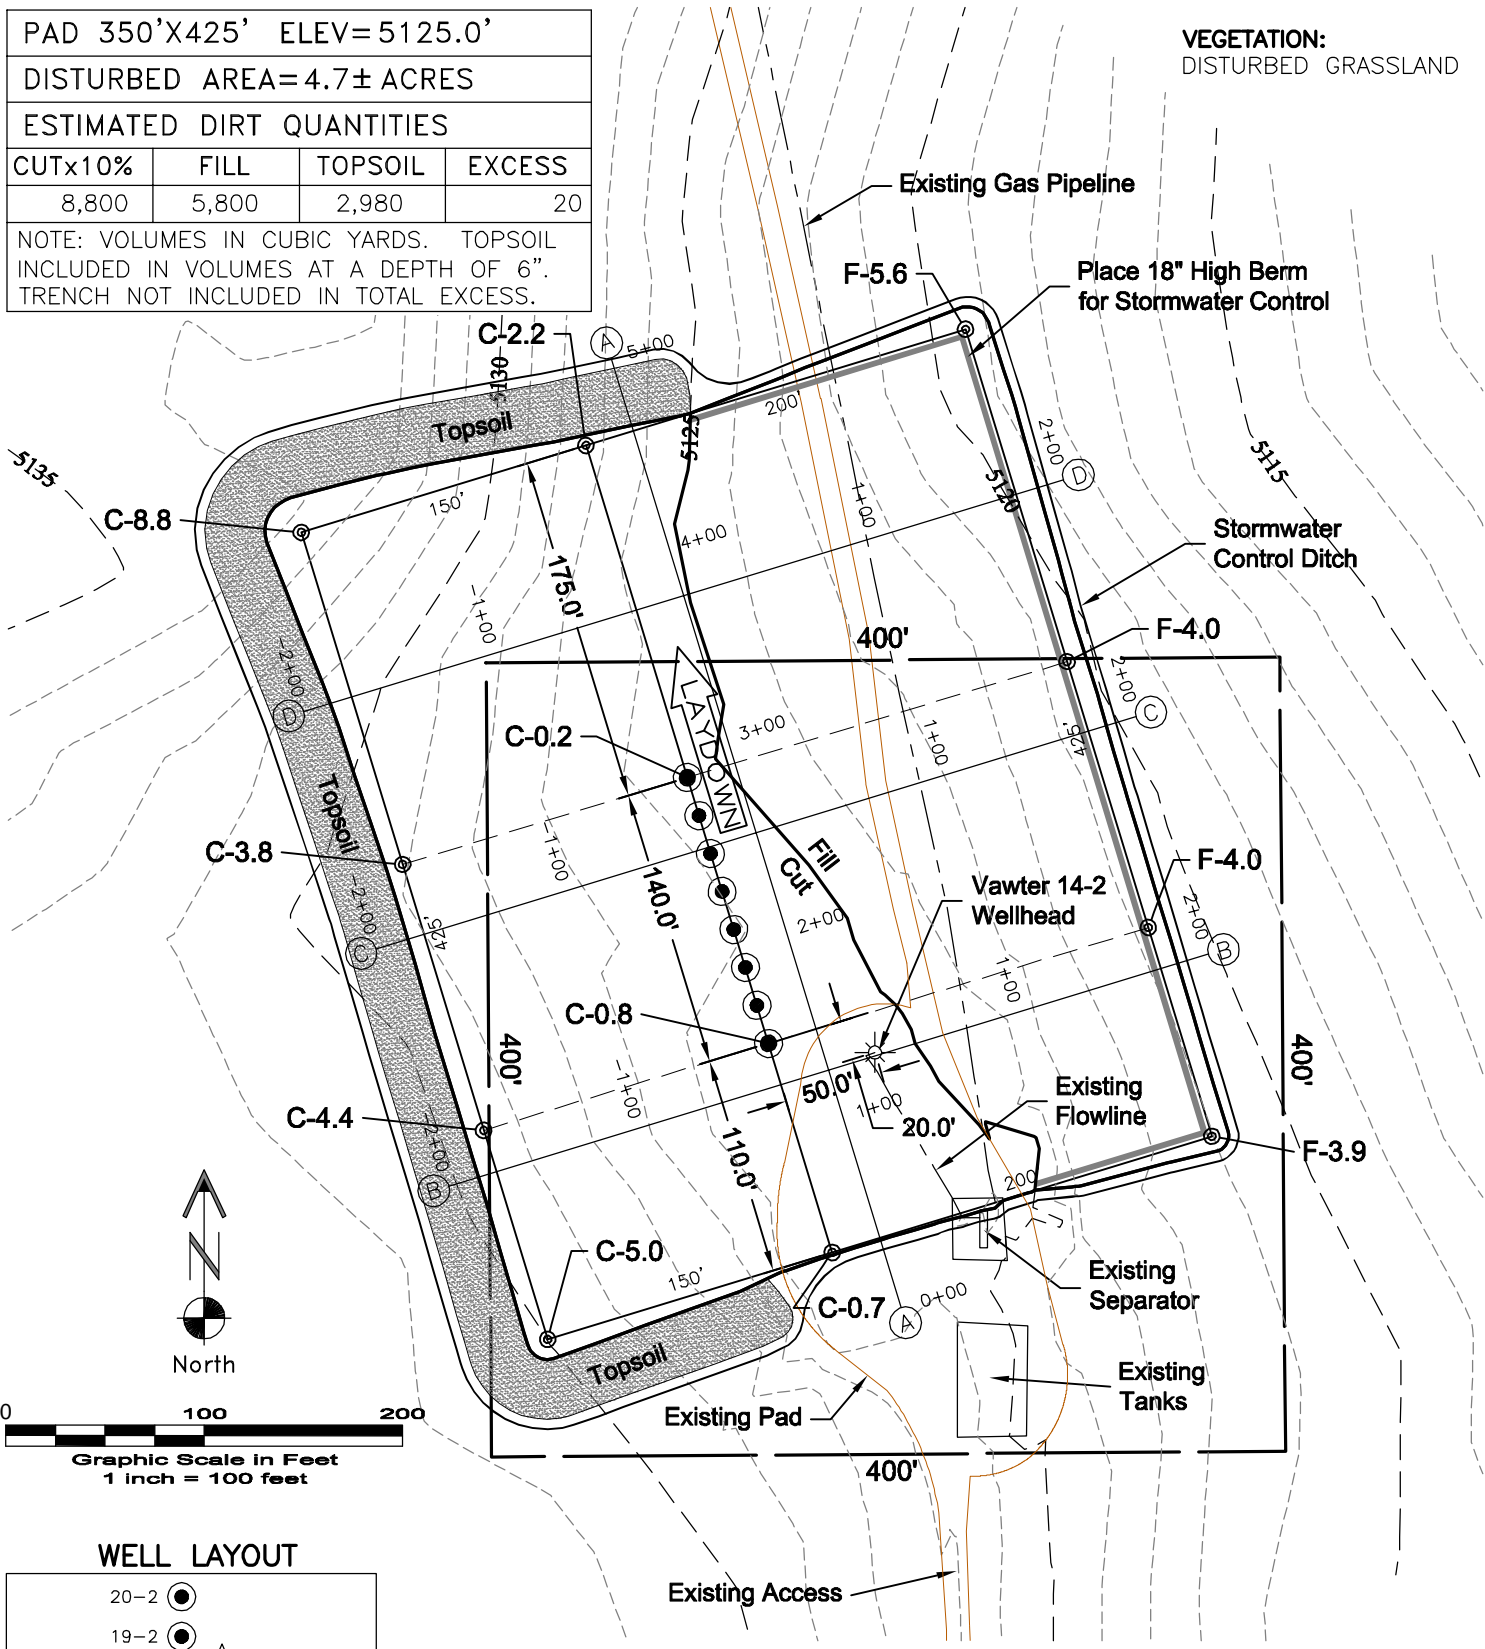 PAD 350'X425' ELEV=5125.0'
DISTURBED AREA=4.7± ACRES
ESTIMATED DIRT QUANTITIES
CUTx10% FILL TOPSOIL EXCESS
8,800 5,800 2,980 20
NOTE: VOLUMES IN CUBIC YARDS. TOPSOIL
INCLUDED IN VOLUMES AT A DEPTH OF 6".
TRENCH NOT INCLUDED IN TOTAL EXCESS.
VEGETATION:
DISTURBED GRASSLAND
Existing Gas Pipeline
F-5.6
Place 18" High Berm
for Stormwater Control
C-2.2
A
5+00
5130
Topsoil
5125
200'
2+00
D
5115
5135
C-8.8
150'
1+00
5120
4+00
Stormwater
Control Ditch
175.0'
-1+00
-2+00
D
400'
F-4.0
2+00
C
LAYDOWN
C-0.2
3+00
1+00
425'
Topsoil
C-3.8
-1+00
Fill
Cut
F-4.0
-2+00
C
425'
140.0'
2+00
Vawter 14-2
Wellhead
2+00
B
1+00
C-0.8
400'
400'
-1+00
50.0'
1+00
20.0'
Existing
Flowline
C-4.4
-2+00
B
110.0'
F-3.9
200'
C-5.0
150'
Existing
Separator
C-0.7
A
0+00
N
North
Topsoil
Existing
Tanks
Existing Pad
0 100 200
Graphic Scale in Feet
1 inch = 100 feet
400'
WELL LAYOUT
20-2
19-2
Existing Access